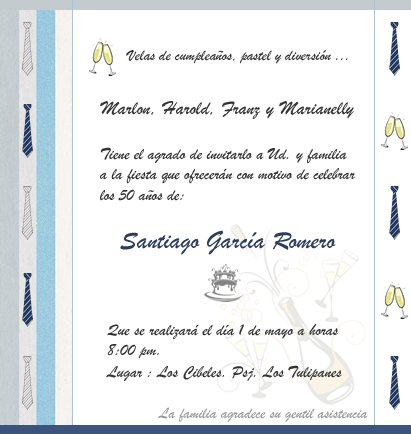 Velas de cumpleaños, pastel y diversión ...
Marlon, Harold, Franz y Marianelly
Tiene el agrado de invitarlo a Ud. y familia
a la fiesta que ofrecerán con motivo de celebrar
los 50 años de:
Santiago García Romero
Que se realizará el día 1 de mayo a horas
8:00 pm.
Lugar : Los Cibeles. Psj. Los Tulipanes
La familia agradece su gentil asistencia